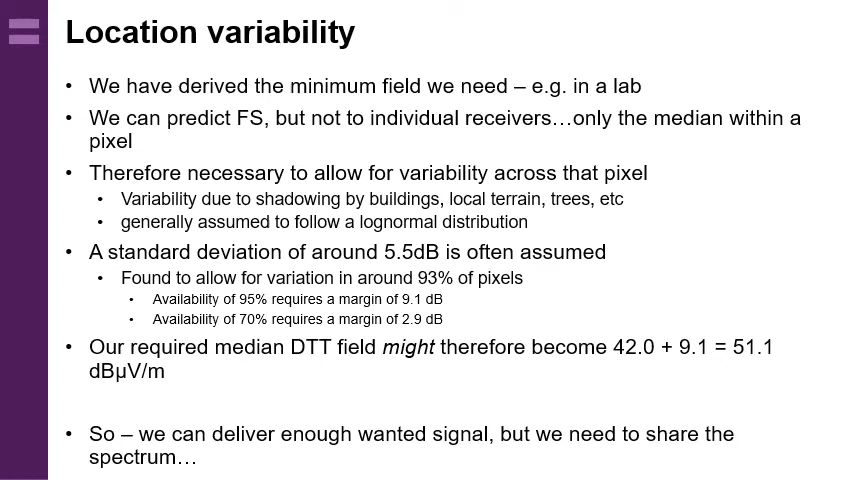 Location variability
• We have derived the minimum field we need – e.g. in a lab
• We can predict FS, but not to individual receivers…only the median within a
pixel
• Therefore necessary to allow for variability across that pixel
• Variability due to shadowing by buildings, local terrain, trees, etc
• generally assumed to follow a lognormal distribution
• A standard deviation of around 5.5dB is often assumed
• Found to allow for variation in around 93% of pixels
• Availability of 95% requires a margin of 9.1 dB
• Availability of 70% requires a margin of 2.9 dB
• Our required median DTT field might therefore become 42.0 + 9.1 = 51.1
dBµV/m
• So – we can deliver enough wanted signal, but we need to share the
spectrum…